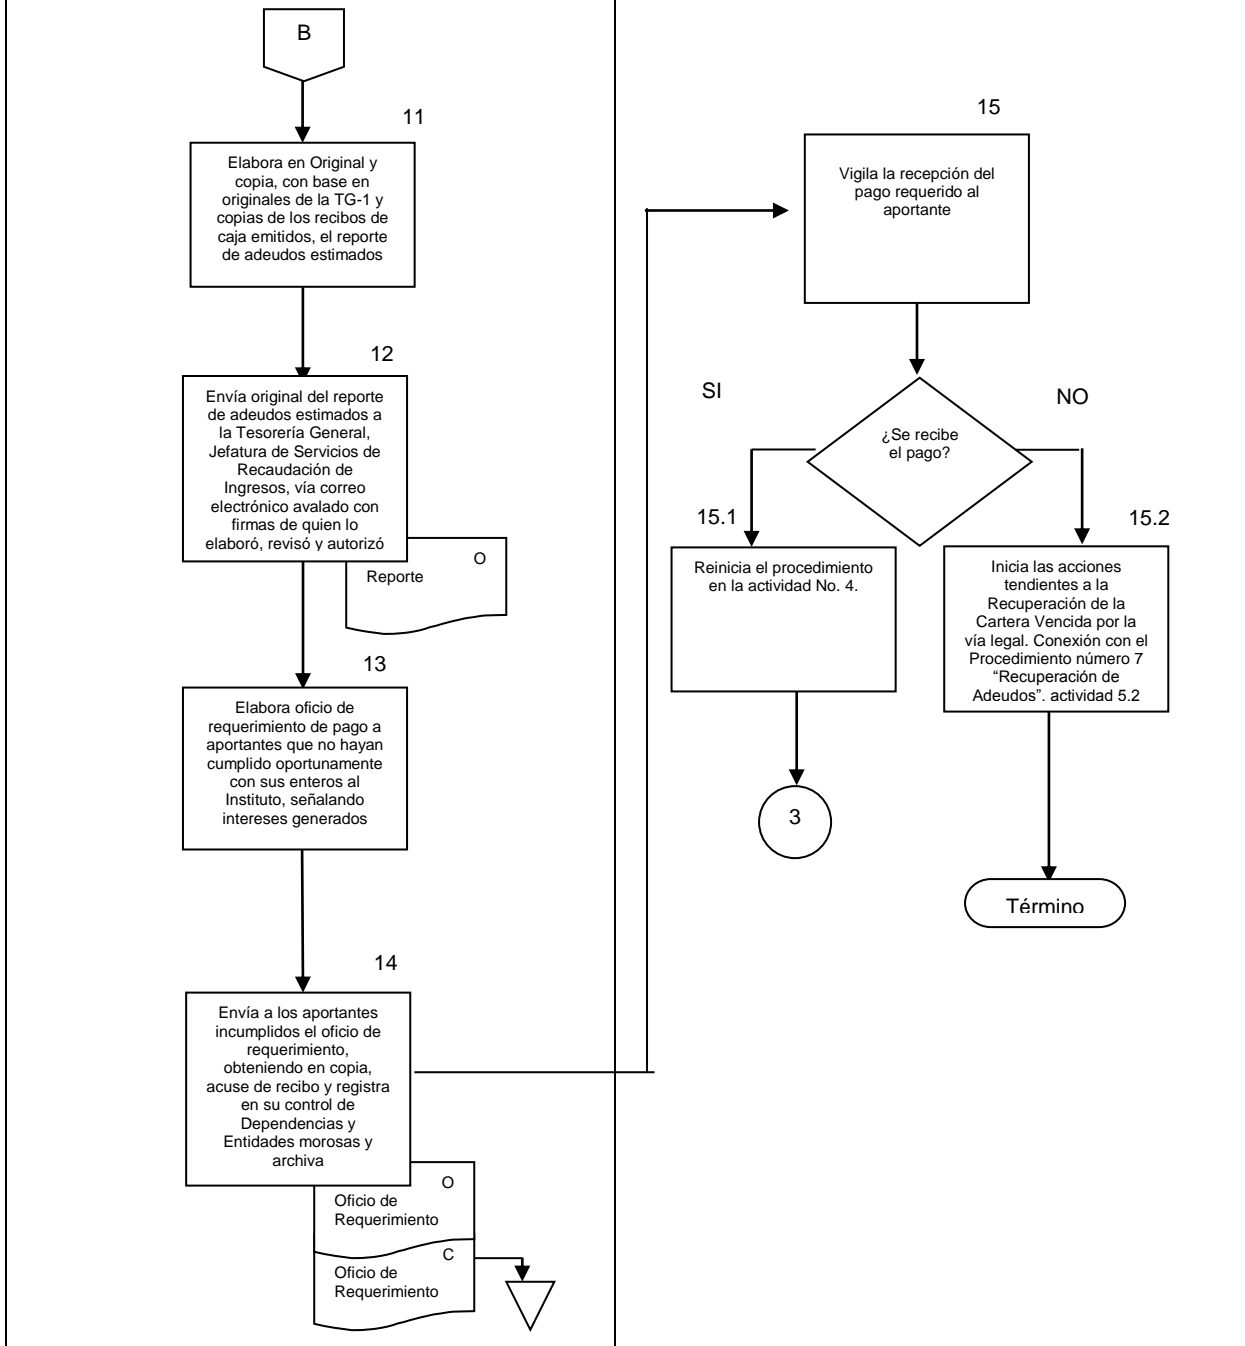 B
11
Elabora en Original y
copia, con base en
originales de la TG-1 y
copias de los recibos de
caja emitidos, el reporte
de adeudos estimados
12
Envía original del reporte
de adeudos estimados a
la Tesorería General,
Jefatura de Servicios de
Recaudación de
Ingresos, vía correo
electrónico avalado con
firmas de quien lo
elaboró, revisó y autorizó
O
Reporte
13
Elabora oficio de
requerimiento de pago a
aportantes que no hayan
cumplido oportunamente
con sus enteros al
Instituto, señalando
intereses generados
14
Envía a los aportantes
incumplidos el oficio de
requerimiento,
obteniendo en copia,
acuse de recibo y registra
en su control de
Dependencias y
Entidades morosas y
archiva
O
Oficio de
Requerimiento
C
Oficio de
Requerimiento
15
Vigila la recepción del
pago requerido al
aportante
SI
NO
¿Se recibe
el pago?
15.1
Reinicia el procedimiento
en la actividad No. 4.
3
15.2
Inicia las acciones
tendientes a la
Recuperación de la
Cartera Vencida por la
vía legal. Conexión con el
Procedimiento número 7
“Recuperación de
Adeudos”. actividad 5.2
Término